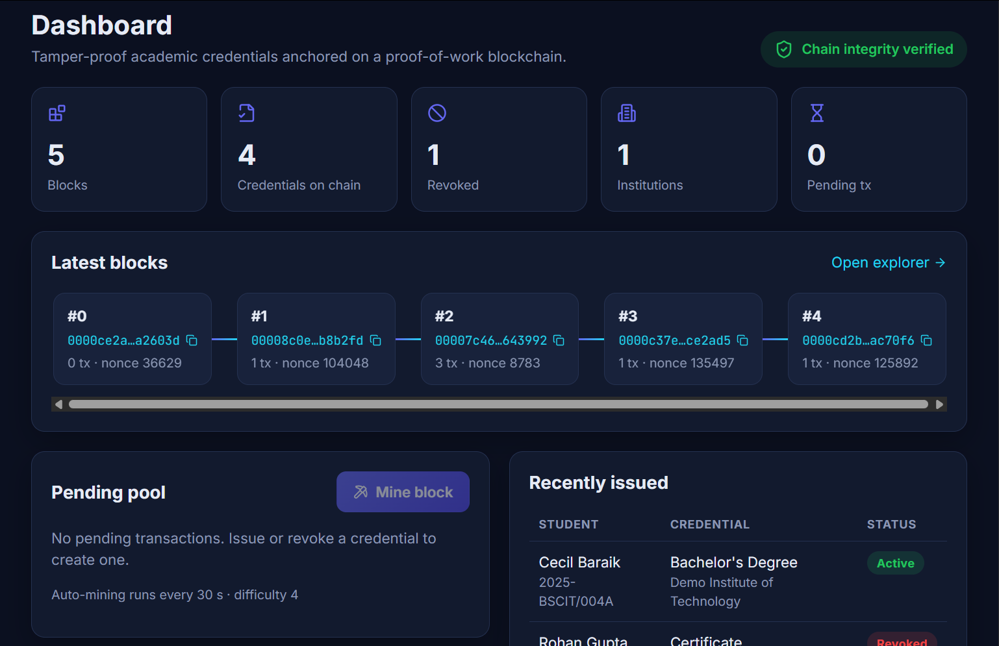 Dashboard
Tamper-proof academic credentials anchored on a proof-of-work blockchain.
Chain integrity verified
5
Blocks
4
Credentials on chain
1
Revoked
1
Institutions
0
Pending tx
Latest blocks
Open explorer →
#0
0000ce2a…a2603d
0 tx · nonce 36629
#1
00008c0e…b8b2fd
1 tx · nonce 104048
#2
00007c46…643992
3 tx · nonce 8783
#3
0000c37e…ce2ad5
1 tx · nonce 135497
#4
0000cd2b…ac70f6
1 tx · nonce 125892
Pending pool
Mine block
No pending transactions. Issue or revoke a credential to
create one.
Auto-mining runs every 30 s · difficulty 4
Recently issued
STUDENT CREDENTIAL STATUS
Cecil Baraik
2025-
BSCIT/004A
Bachelor's Degree
Demo Institute of
Technology
Active
Rohan Gupta
Certificate
Revoked